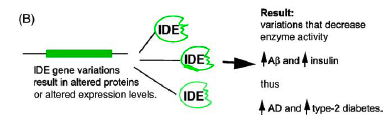 (B)
IDE
IDE
IDE
IDE gene variations
result in altered proteins
or altered expression levels.
Result:
variations that decrease
enzyme activity
Aβ and insulin
thus
AD and type-2 diabetes.